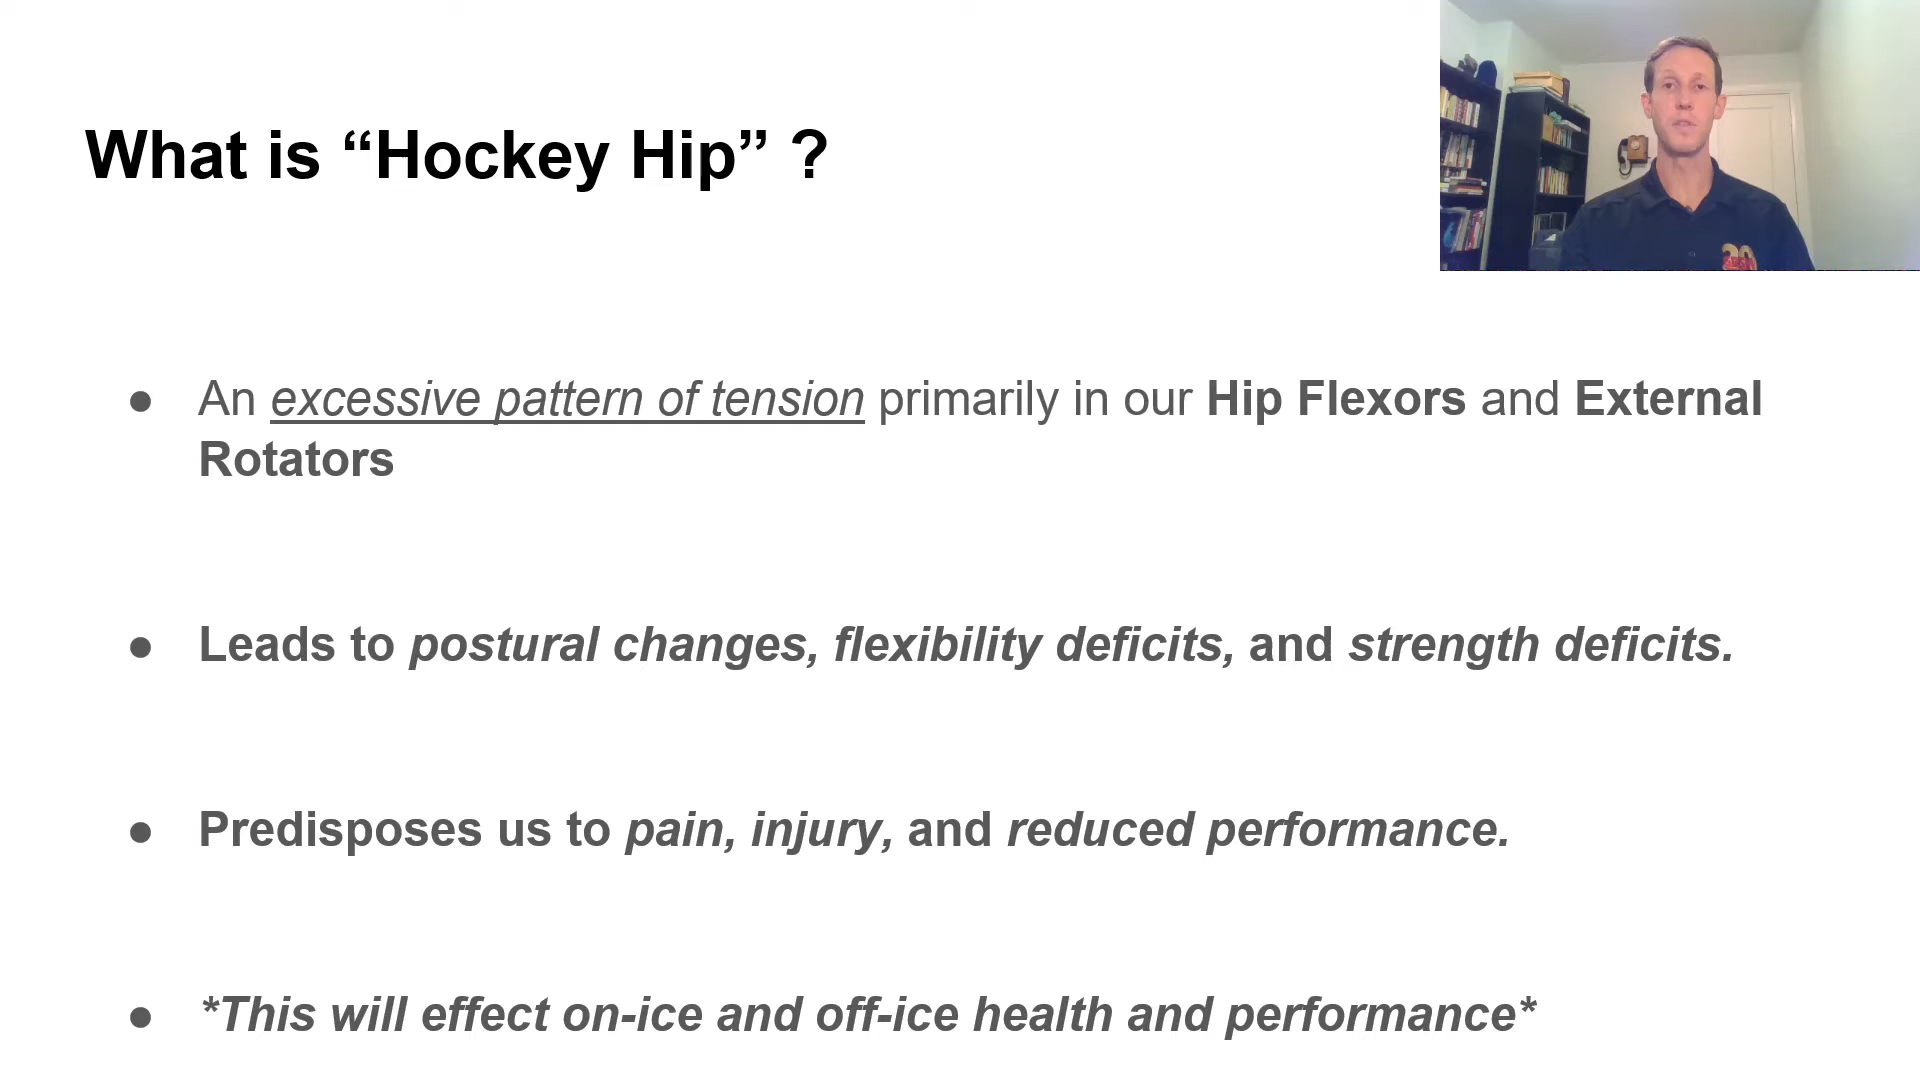 What is “Hockey Hip” ?
● An excessive pattern of tension primarily in our Hip Flexors and External
Rotators
● Leads to postural changes, flexibility deficits, and strength deficits.
● Predisposes us to pain, injury, and reduced performance.
● *This will effect on-ice and off-ice health and performance*